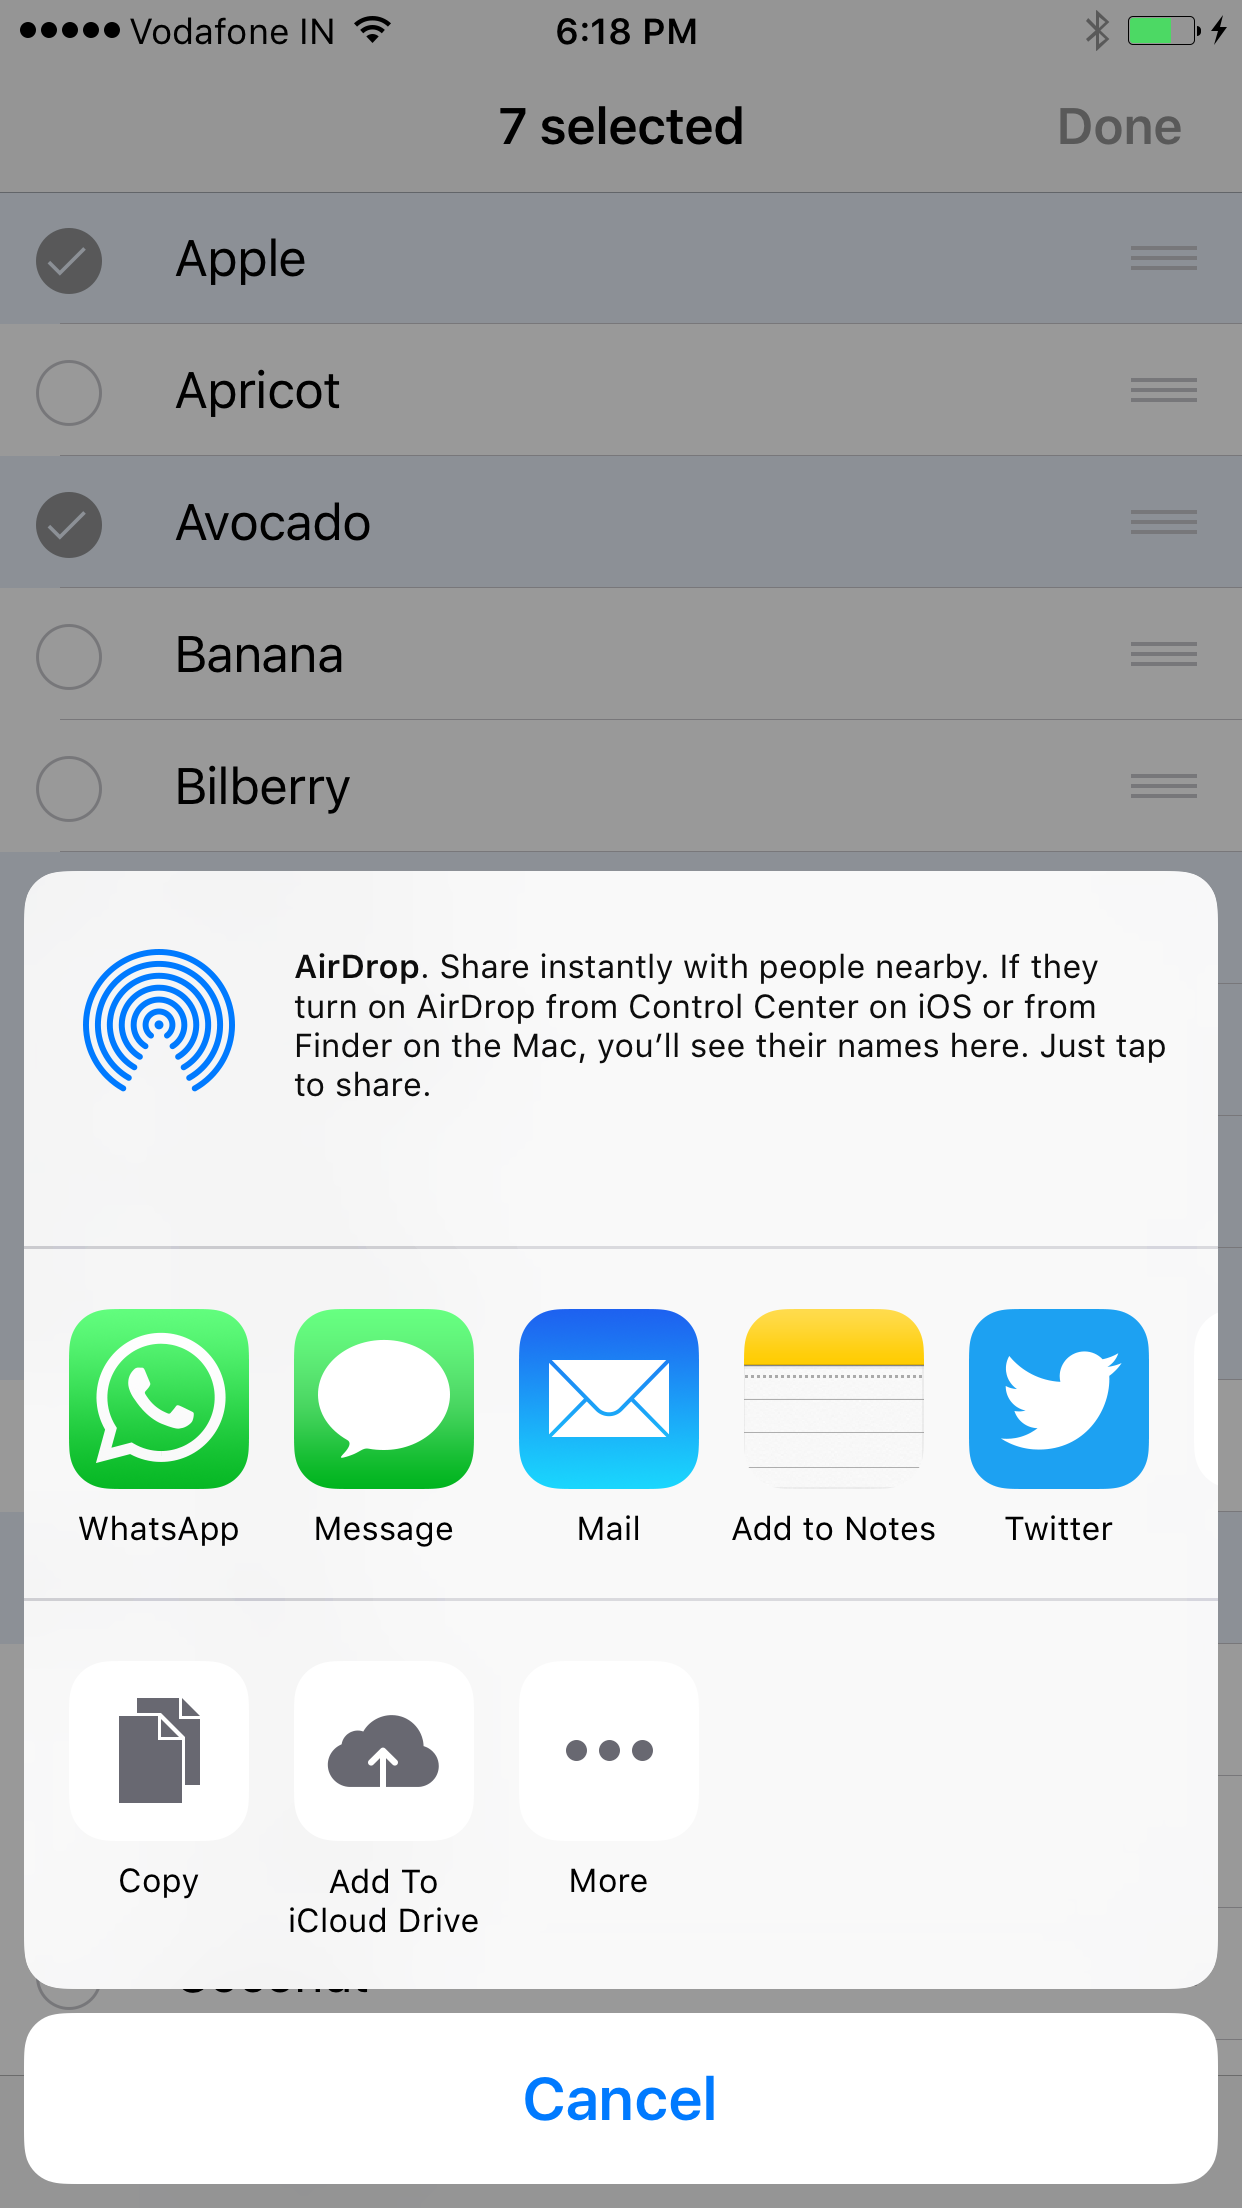 Vodafone IN
6:18 PM
7 selected
Done
Apple
Apricot
Avocado
Banana
Bilberry
AirDrop. Share instantly with people nearby. If they
turn on AirDrop from Control Center on iOS or from
Finder on the Mac, you’ll see their names here. Just tap
to share.
WhatsApp
Message
Mail
Add to Notes
Twitter
Copy
Add To
iCloud Drive
More
Coconut
Cancel